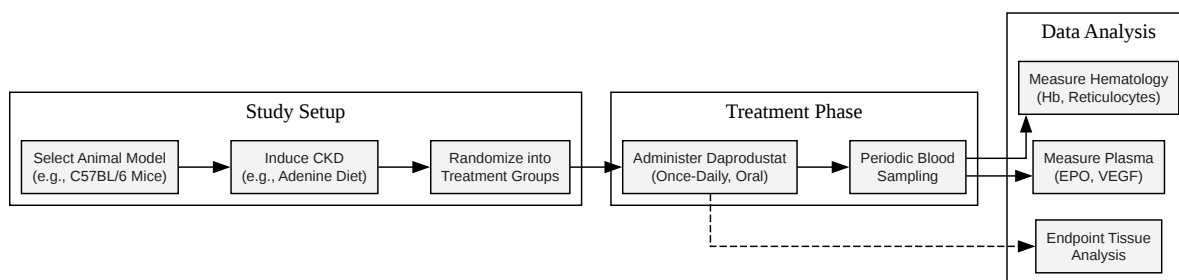 Study Setup
Select Animal Model
(e.g., C57BL/6 Mice)
Induce CKD
(e.g., Adenine Diet)
Randomize into
Treatment Groups
Treatment Phase
Administer Daprodustat
(Once-Daily, Oral)
Periodic Blood
Sampling
Data Analysis
Measure Hematology
(Hb, Reticulocytes)
Measure Plasma
(EPO, VEGF)
Endpoint Tissue
Analysis